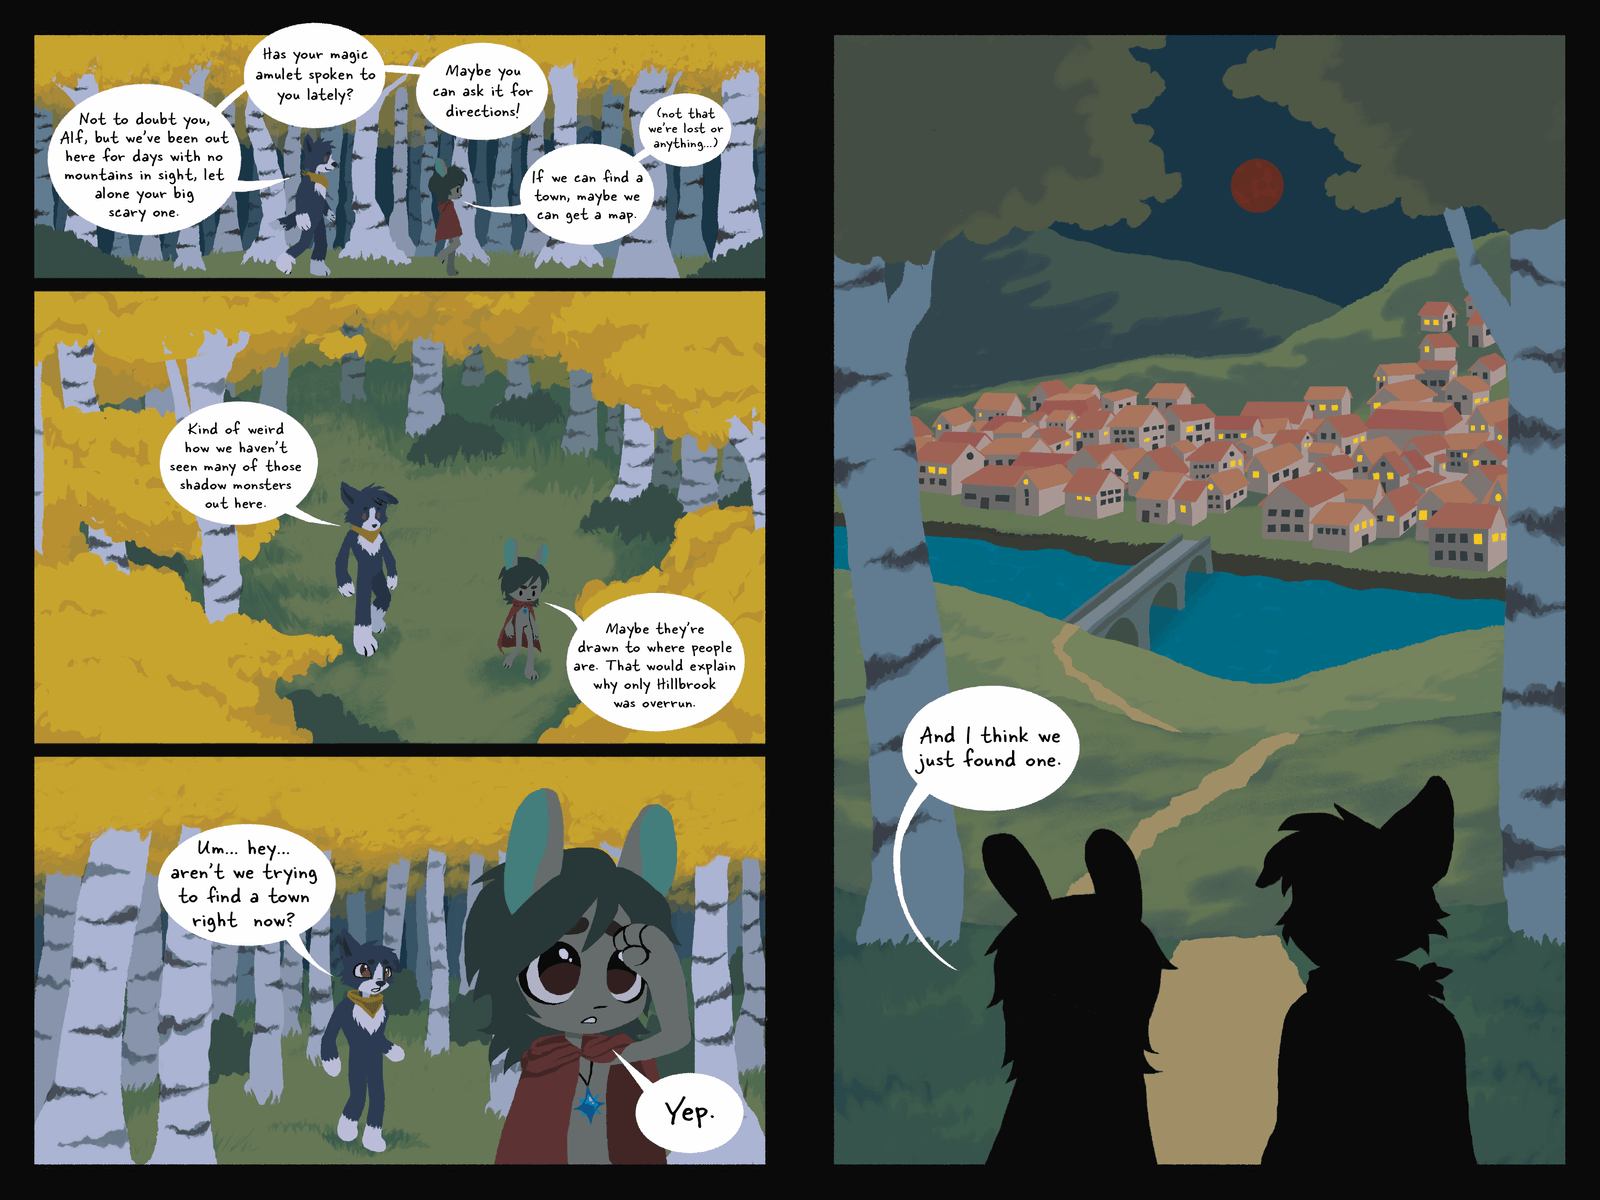 Not to doubt you,
Alf, but we've been out
here for days with no
mountains in sight, let
alone your big
scary one.
Has your magic
amulet spoken to
you lately?
Maybe you
can ask it for
directions!
If we can find a
town, maybe we
can get a map.
(not that
we're lost or
anything...)
Kind of weird
how we haven't
seen many of those
shadow monsters
out here.
Maybe they're
drawn to where people
are. That would explain
why only Hillbrook
was overrun.
Um... hey...
aren't we trying
to find a town
right now?
Yep.
And I think we
just found one.